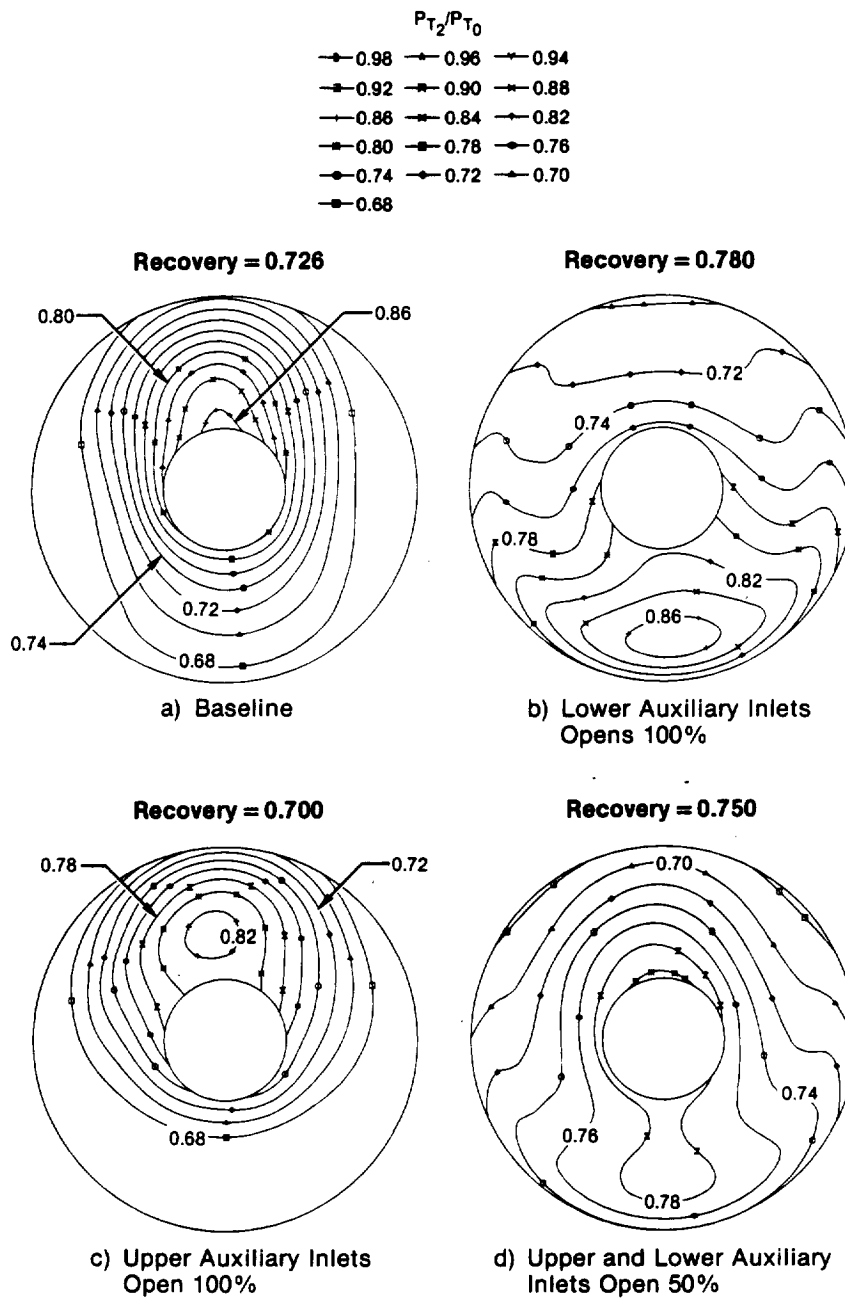 P_T2/P_T0
0.98 0.96 0.94
0.92 0.90 0.88
0.86 0.84 0.82
0.80 0.78 0.76
0.74 0.72 0.70
0.68
Recovery = 0.726
0.80
0.86
0.72
0.74
0.68
a) Baseline
Recovery = 0.780
0.72
0.74
0.78
0.82
0.86
b) Lower Auxiliary Inlets
Opens 100%
Recovery = 0.700
0.78
0.72
0.82
0.68
c) Upper Auxiliary Inlets
Open 100%
Recovery = 0.750
0.70
0.74
0.76
0.78
d) Upper and Lower Auxiliary
Inlets Open 50%